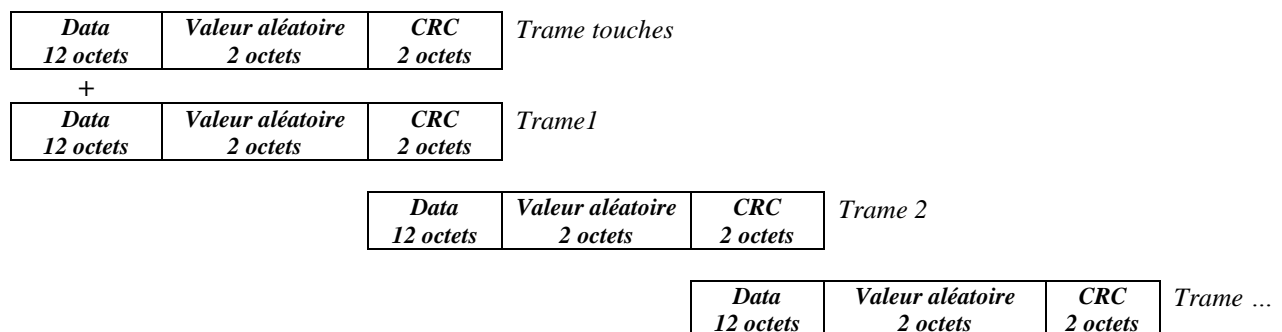 Data Valeur aléatoire CRC Trame touches
12 octets 2 octets 2 octets
+
Data Valeur aléatoire CRC Trame1
12 octets 2 octets 2 octets
Data Valeur aléatoire CRC Trame 2
12 octets 2 octets 2 octets
Data Valeur aléatoire CRC Trame …
12 octets 2 octets 2 octets